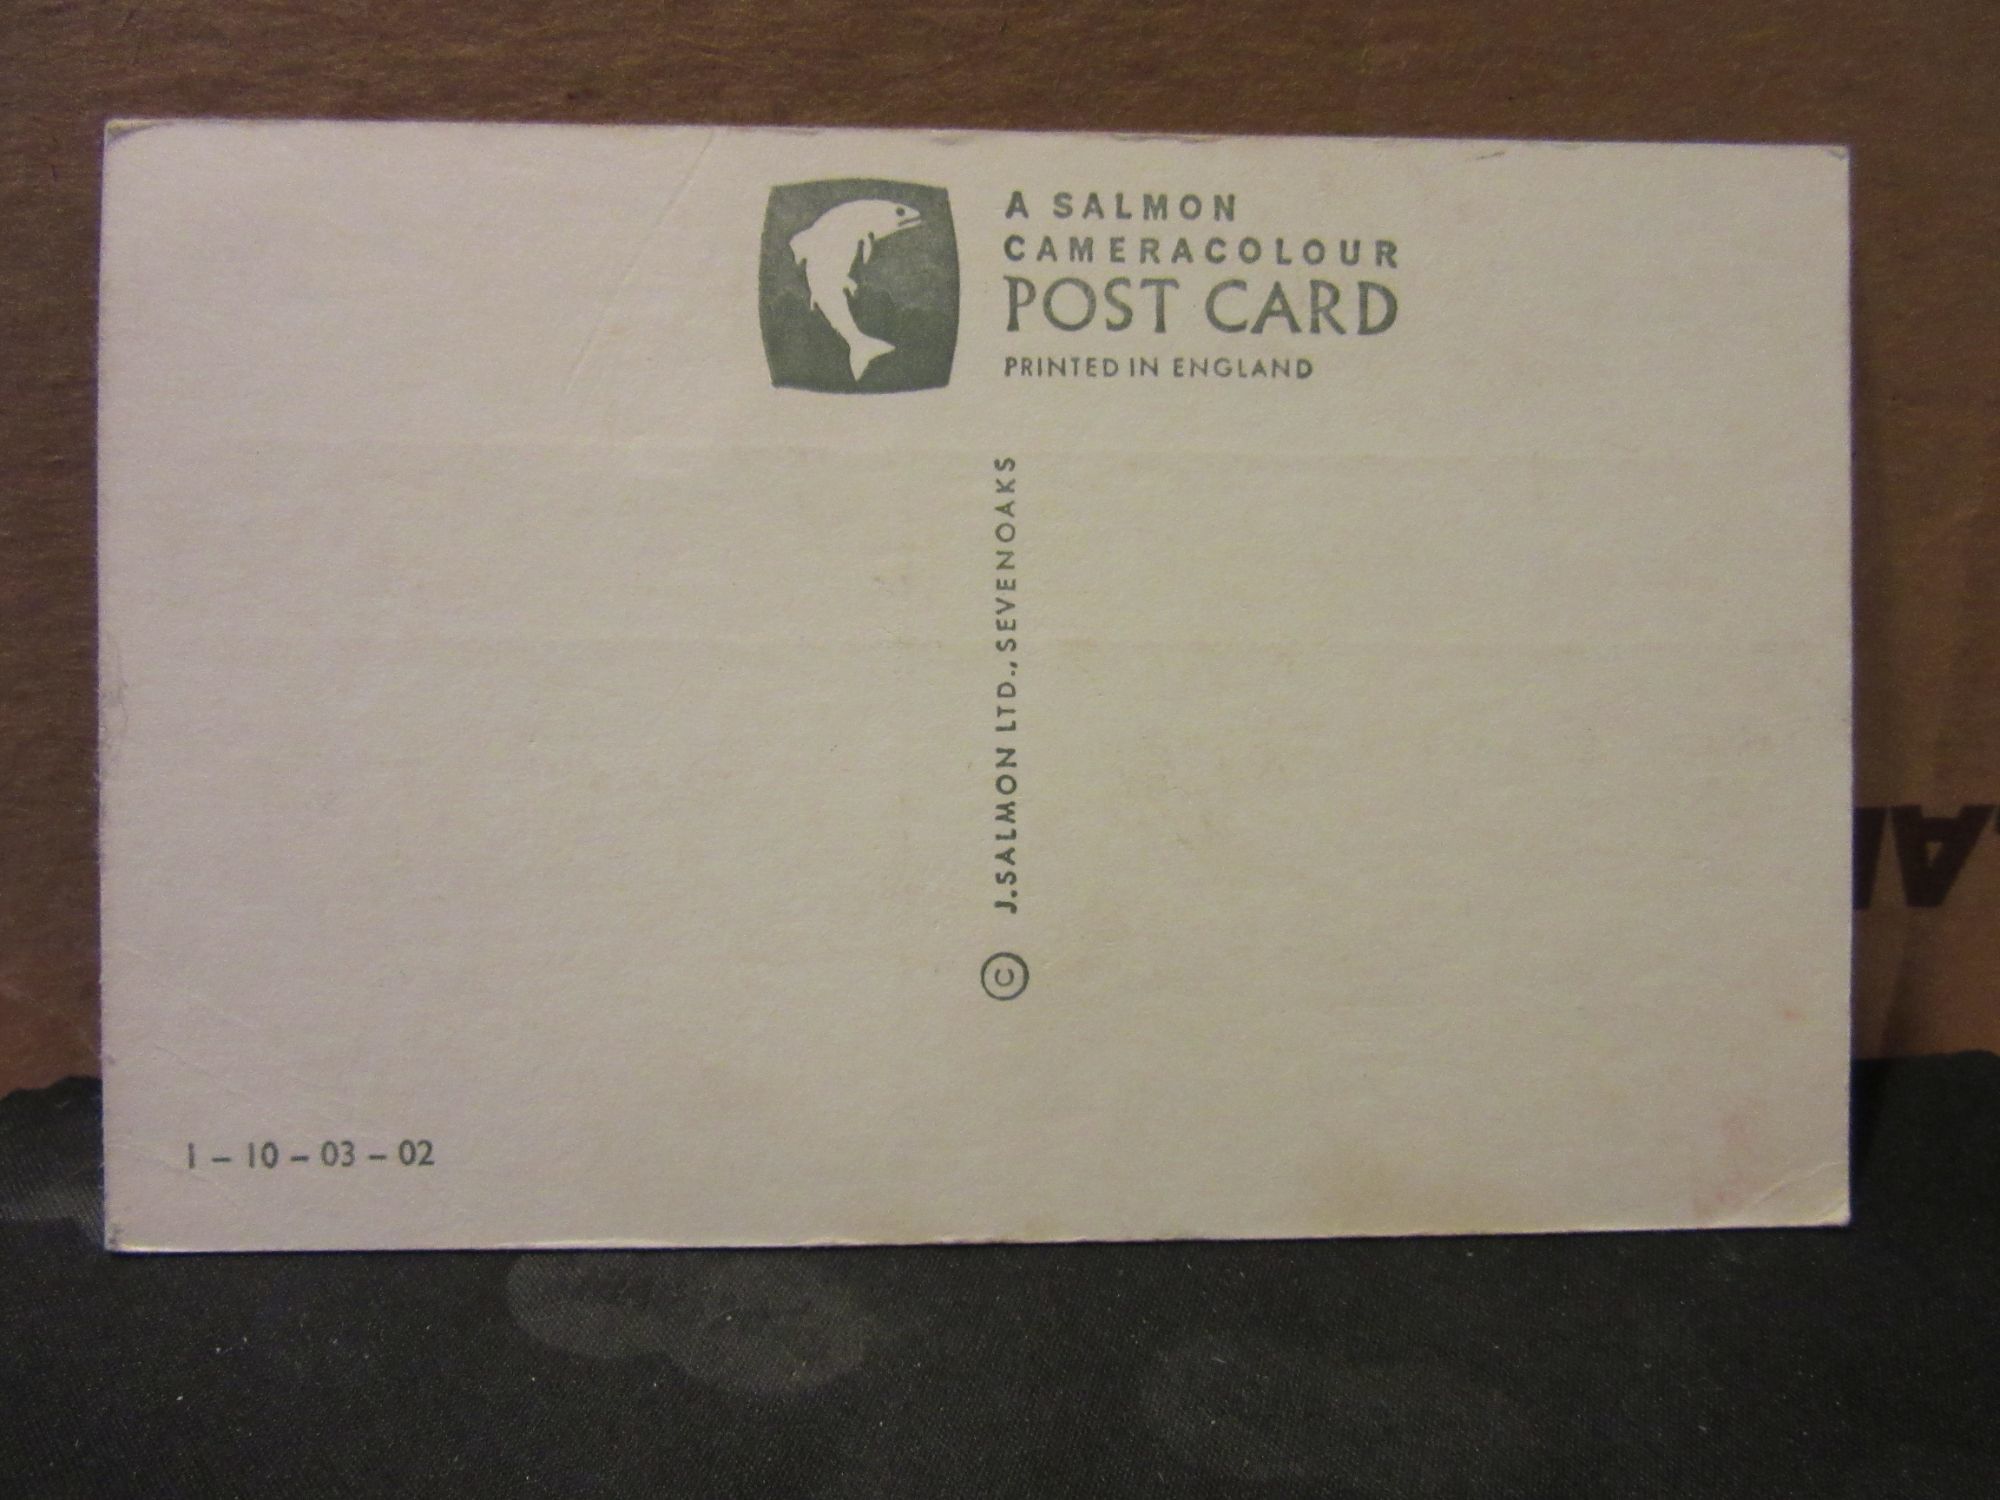 A SALMON
CAMERACOLOUR
POST CARD
PRINTED IN ENGLAND
© J. SALMON LTD., SEVENOAKS
1 – 10 – 03 – 02